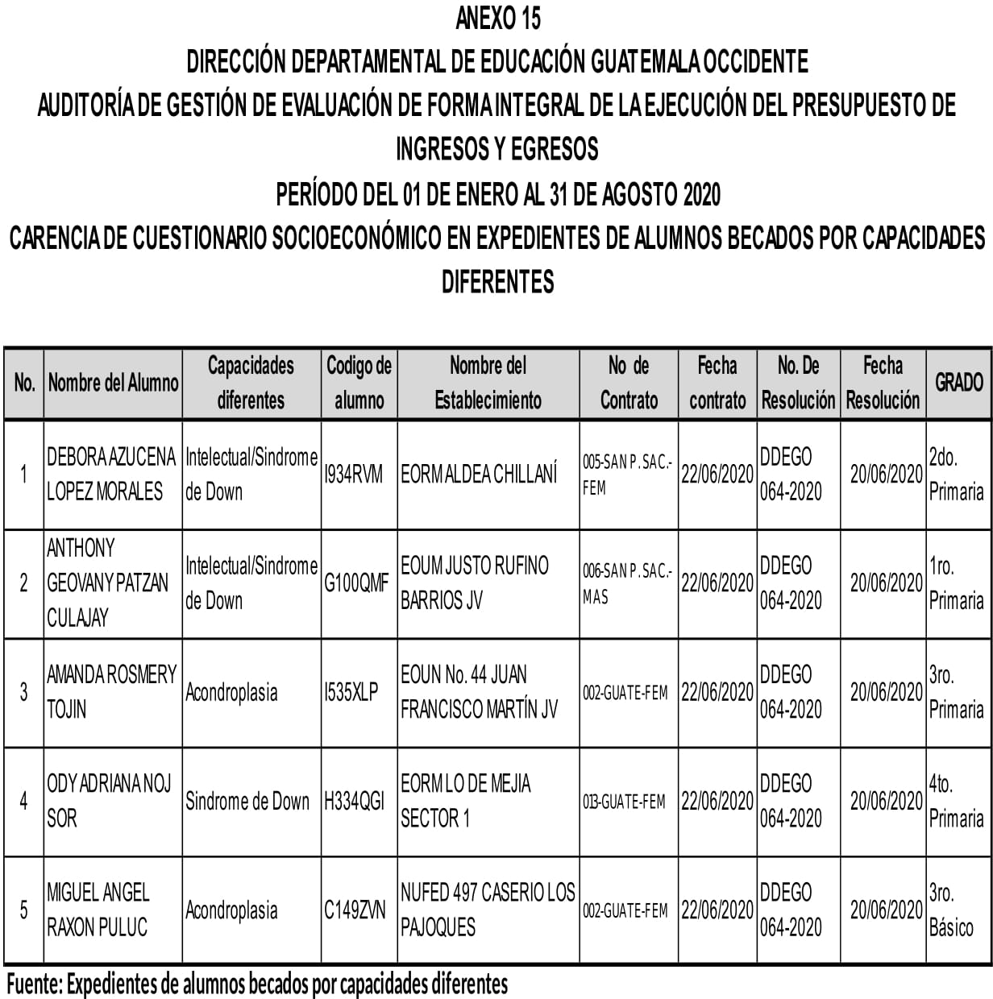 ANEXO 15
DIRECCIÓN DEPARTAMENTAL DE EDUCACIÓN GUATEMALA OCCIDENTE
AUDITORÍA DE GESTIÓN DE EVALUACIÓN DE FORMA INTEGRAL DE LA EJECUCIÓN DEL PRESUPUESTO DE
INGRESOS Y EGRESOS
PERÍODO DEL 01 DE ENERO AL 31 DE AGOSTO 2020
CARENCIA DE CUESTIONARIO SOCIOECONÓMICO EN EXPEDIENTES DE ALUMNOS BECADOS POR CAPACIDADES
DIFERENTES
No.
Nombre del Alumno
Capacidades
diferentes
Codigo de
alumno
Nombre del
Establecimiento
No de
Contrato
Fecha
contrato
No. De
Resolución
Fecha
Resolución
GRADO
1
DEBORA AZUCENA
LOPEZ MORALES
Intelectual/Sindrome
de Down
I934RVM
EORM ALDEA CHILLANÍ
005-SAN P. SAC.-
FEM
22/06/2020
DDEGO
064-2020
20/06/2020
2do.
Primaria
2
ANTHONY
GEOVANY PATZAN
CULAJAY
Intelectual/Sindrome
de Down
G100QMF
EOUM JUSTO RUFINO
BARRIOS JV
006-SAN P. SAC.-
MAS
22/06/2020
DDEGO
064-2020
20/06/2020
1ro.
Primaria
3
AMANDA ROSMERY
TOJIN
Acondroplasia
I535XLP
EOUN No. 44 JUAN
FRANCISCO MARTÍN JV
002-GUATE-FEM
22/06/2020
DDEGO
064-2020
20/06/2020
3ro.
Primaria
4
ODY ADRIANA NOJ
SOR
Sindrome de Down
H334QGI
EORM LO DE MEJIA
SECTOR 1
013-GUATE-FEM
22/06/2020
DDEGO
064-2020
20/06/2020
4to.
Primaria
5
MIGUEL ANGEL
RAXON PULUC
Acondroplasia
C149ZVN
NUFED 497 CASERIO LOS
PAJOQUES
002-GUATE-FEM
22/06/2020
DDEGO
064-2020
20/06/2020
3ro.
Básico
Fuente: Expedientes de alumnos becados por capacidades diferentes